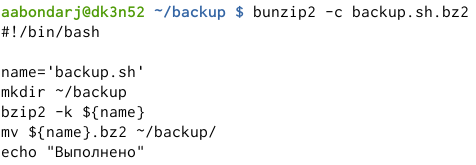 aabondarj@dk3n52 ~/backup $ bunzip2 -c backup.sh.bz2
#!/bin/bash

name='backup.sh'
mkdir ~/backup
bzip2 -k ${name}
mv ${name}.bz2 ~/backup/
echo "Выполнено"